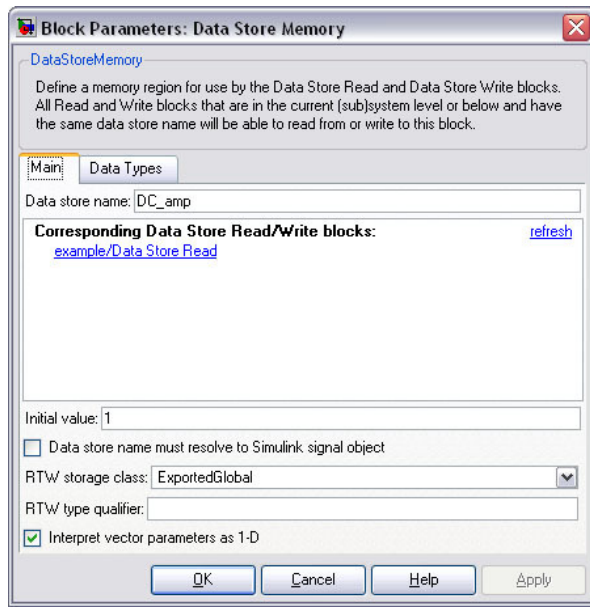 Block Parameters: Data Store Memory
DataStoreMemory
Define a memory region for use by the Data Store Read and Data Store Write blocks.
All Read and Write blocks that are in the current (sub)system level or below and have
the same data store name will be able to read from or write to this block.
Main Data Types
Data store name: DC_amp
Corresponding Data Store Read/Write blocks: refresh
example/Data Store Read
Initial value: 1
Data store name must resolve to Simulink signal object
RTW storage class: ExportedGlobal
RTW type qualifier:
Interpret vector parameters as 1-D
OK Cancel Help Apply